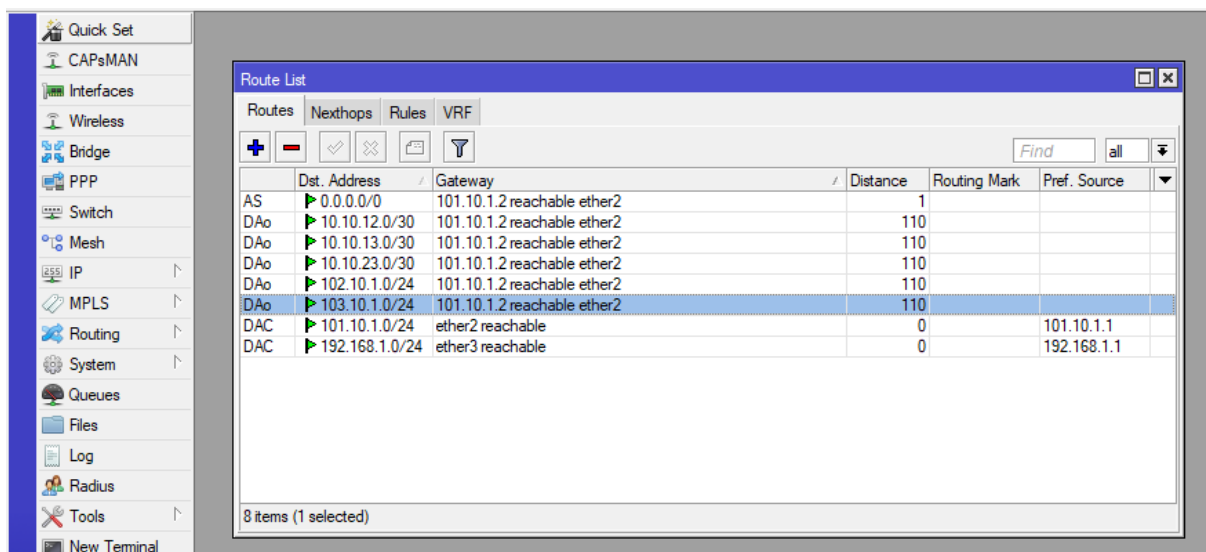 Quick Set
CAPsMAN
Interfaces
Wireless
Bridge
PPP
Switch
Mesh
IP
MPLS
Routing
System
Queues
Files
Log
Radius
Tools
New Terminal
Route List
Routes Nexthops Rules VRF
Find all
Dst. Address Gateway Distance Routing Mark Pref. Source
AS 0.0.0.0/0 101.10.1.2 reachable ether2 1
DAo 10.10.12.0/30 101.10.1.2 reachable ether2 110
DAo 10.10.13.0/30 101.10.1.2 reachable ether2 110
DAo 10.10.23.0/30 101.10.1.2 reachable ether2 110
DAo 102.10.1.0/24 101.10.1.2 reachable ether2 110
DAo 103.10.1.0/24 101.10.1.2 reachable ether2 110
DAC 101.10.1.0/24 ether2 reachable 0 101.10.1.1
DAC 192.168.1.0/24 ether3 reachable 0 192.168.1.1
8 items (1 selected)